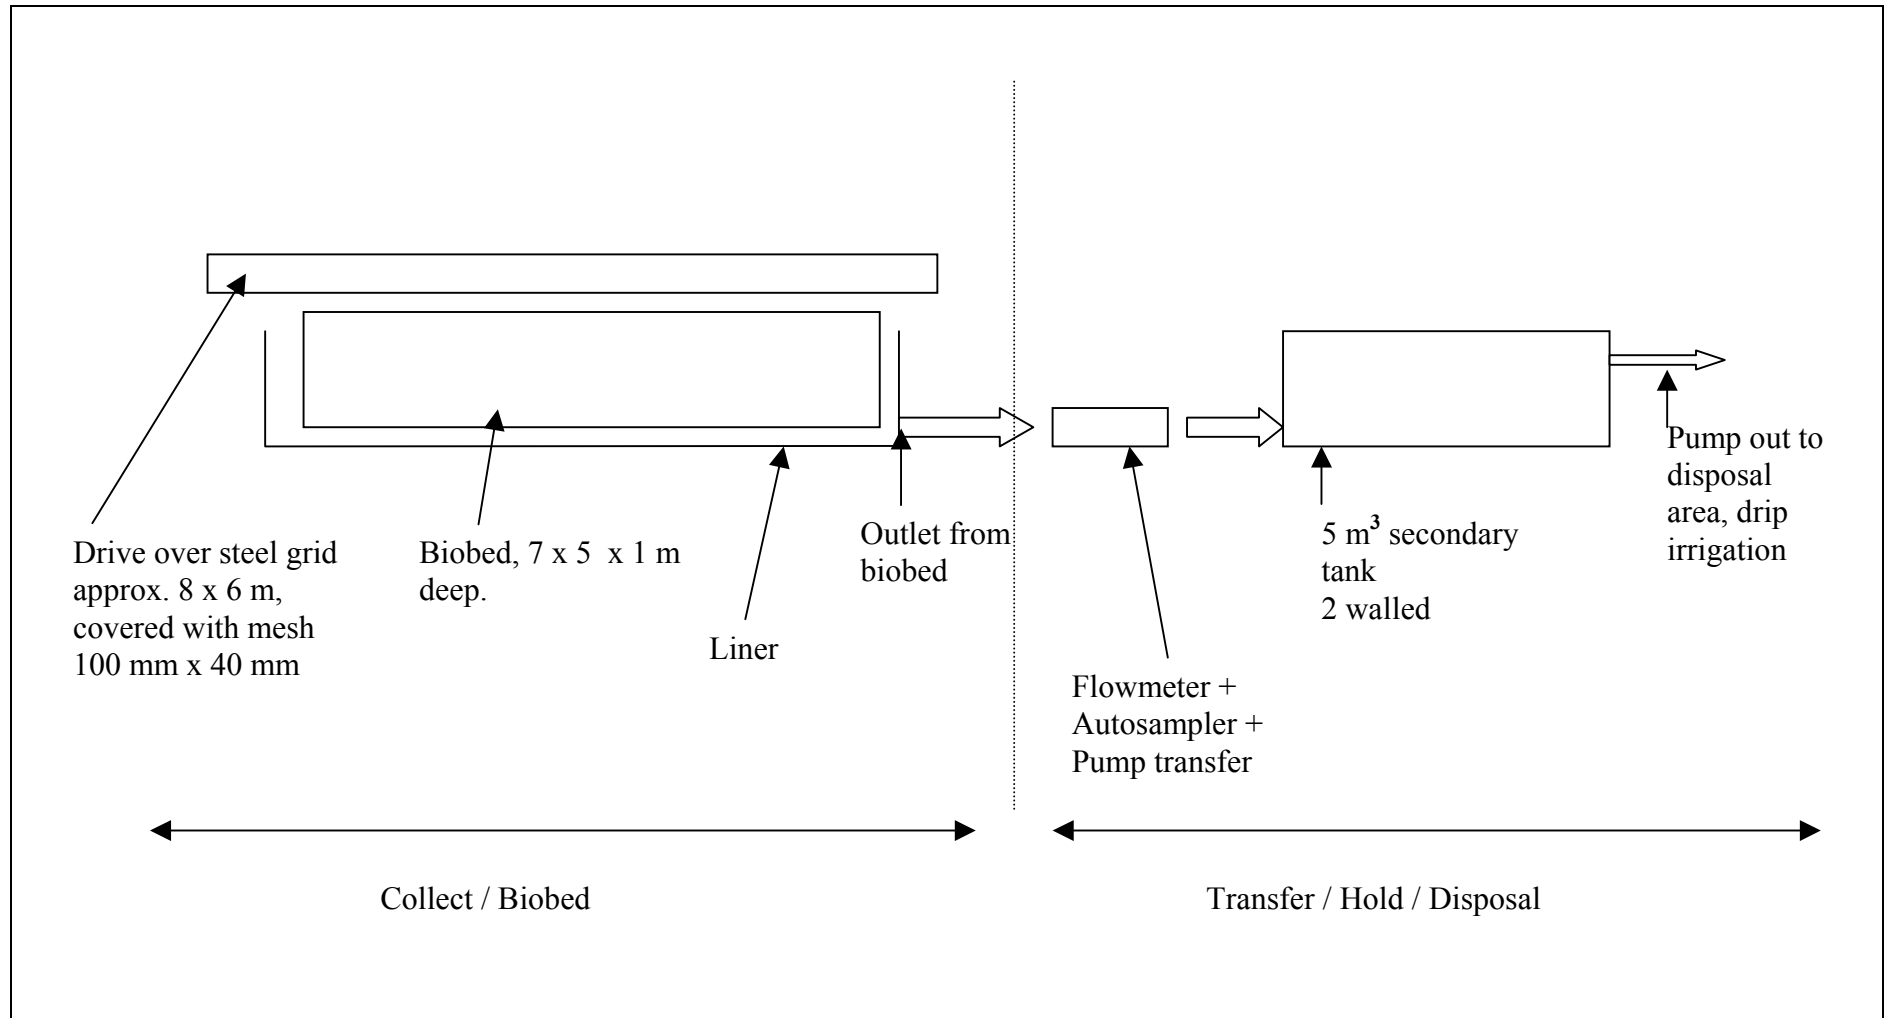 Drive over steel grid
approx. 8 x 6 m,
covered with mesh
100 mm x 40 mm
Biobed, 7 x 5  x 1 m
deep.
Liner
Outlet from
biobed
Flowmeter +
Autosampler +
Pump transfer
5 m³ secondary
tank
2 walled
Pump out to
disposal
area, drip
irrigation
Collect / Biobed
Transfer / Hold / Disposal